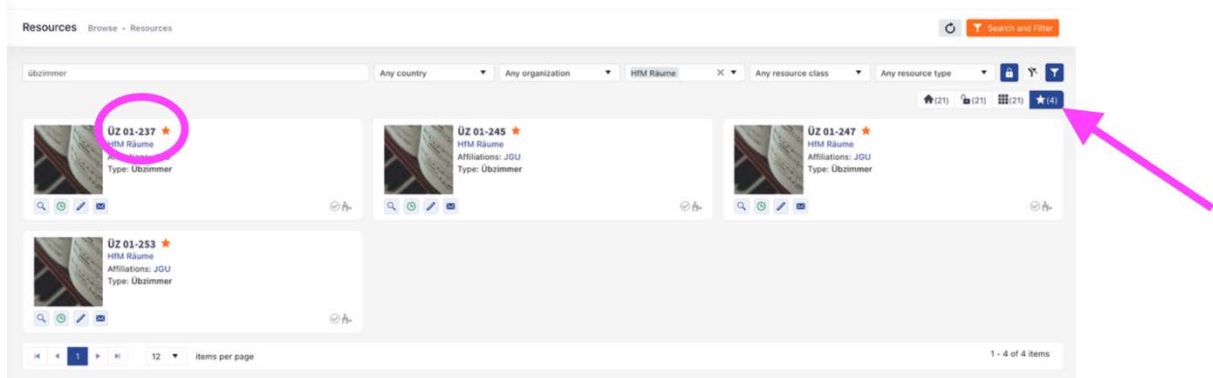 Resources Browse - Resources
Search and Filter
übzimmer Any country Any organization HfM Räume Any resource class Any resource type
(21) (21) (21) (4)
ÜZ 01-237
HfM Räume
Affiliations: JGU
Type: Übzimmer
ÜZ 01-245
HfM Räume
Affiliations: JGU
Type: Übzimmer
ÜZ 01-247
HfM Räume
Affiliations: JGU
Type: Übzimmer
ÜZ 01-253
HfM Räume
Affiliations: JGU
Type: Übzimmer
1 12 items per page 1 - 4 of 4 items